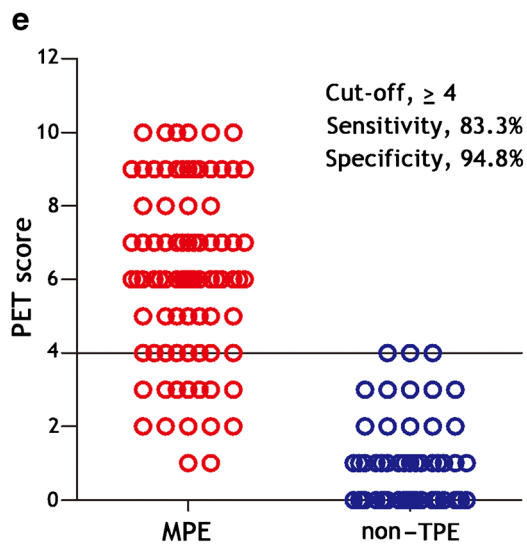 e
12
Cut-off, ≥ 4
Sensitivity, 83.3%
Specificity, 94.8%
10
8
6
4
2
0
PET score
MPE
non-TPE